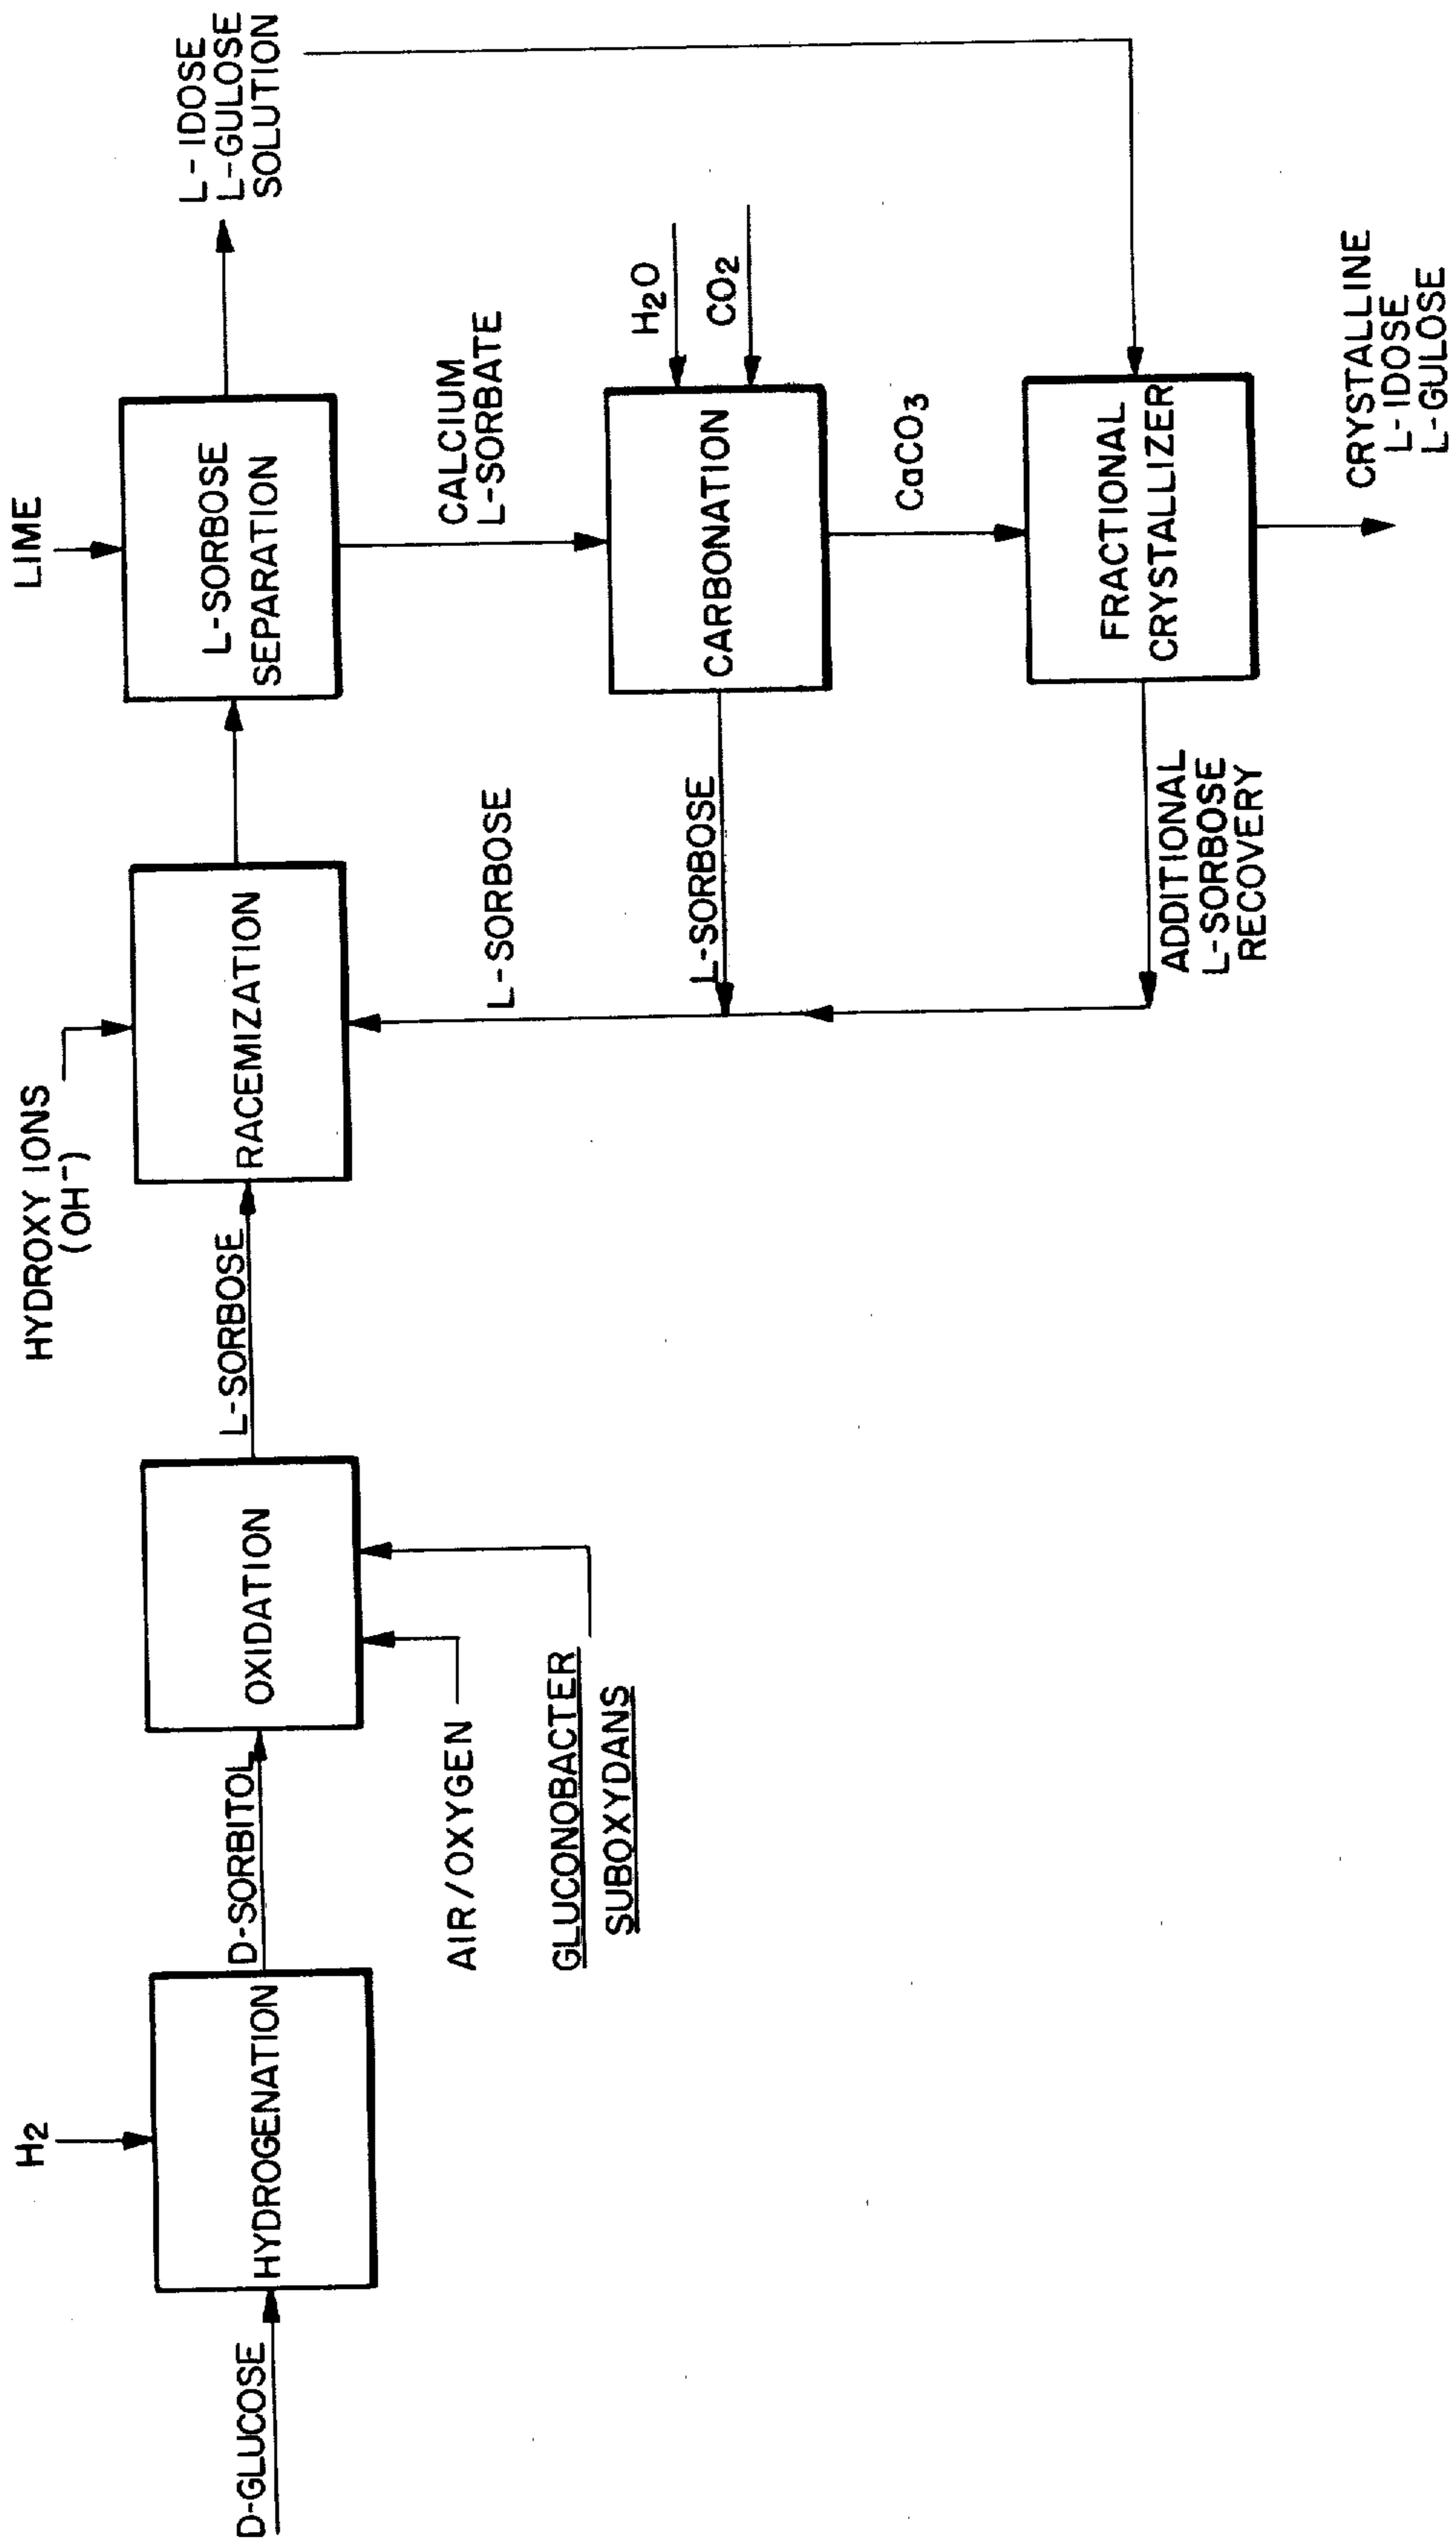 H2
HYDROXY IONS
(OH⁻)
LIME
D-GLUCOSE
HYDROGENATION
D-SORBITOL
OXIDATION
L-SORBOSE
RACEMIZATION
L-SORBOSE
SEPARATION
L-IDOSE
L-GULOSE
SOLUTION
AIR/OXYGEN
GLUCONOBACTER
SUBOXYDANS
L-SORBOSE
CALCIUM
L-SORBATE
L-SORBOSE
CARBONATION
H2O
CO2
CaCO3
ADDITIONAL
L-SORBOSE
RECOVERY
FRACTIONAL
CRYSTALLIZER
CRYSTALLINE
L-IDOSE
L-GULOSE